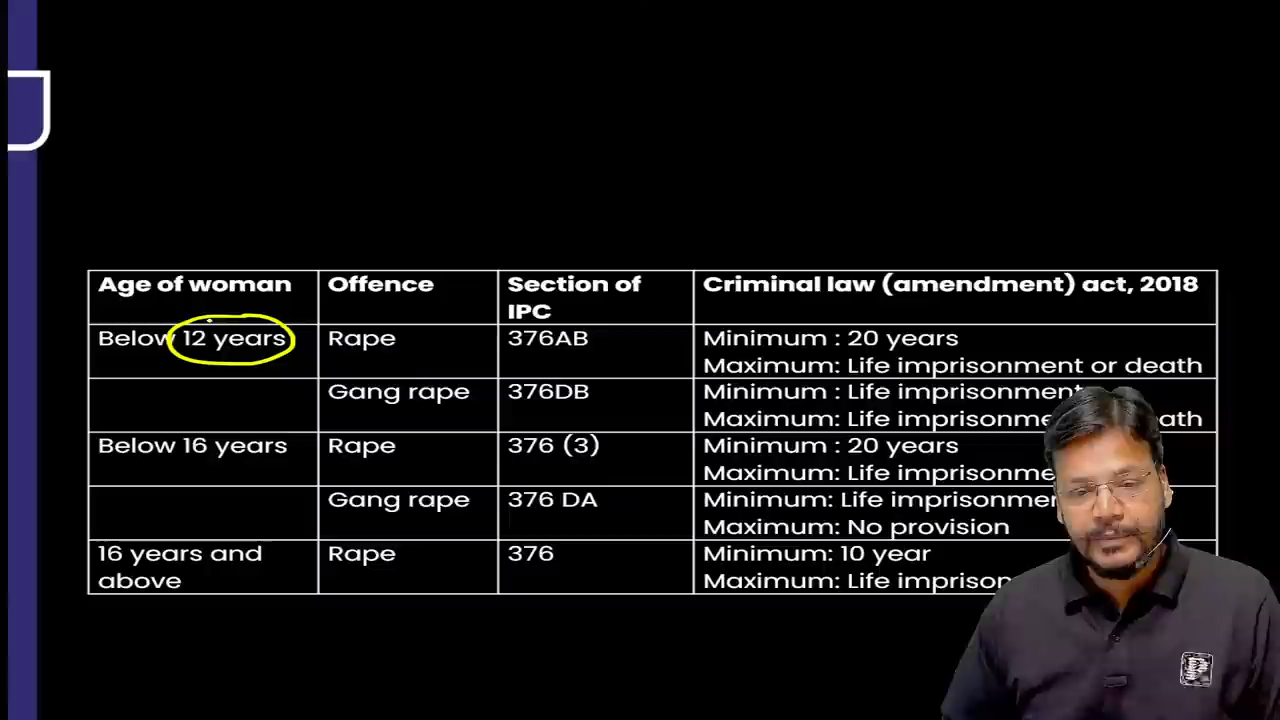 Age of woman Offence Section of IPC Criminal law (amendment) act, 2018
Below 12 years Rape 376AB Minimum : 20 years
Maximum: Life imprisonment or death
Gang rape 376DB Minimum : Life imprisonment
Maximum: Life death
Below 16 years Rape 376 (3) Minimum : 20 years
Maximum: Life
Gang rape 376 DA Minimum: Life
Maximum: No provision
16 years and above Rape 376 Minimum: 10 year
Maximum: Life